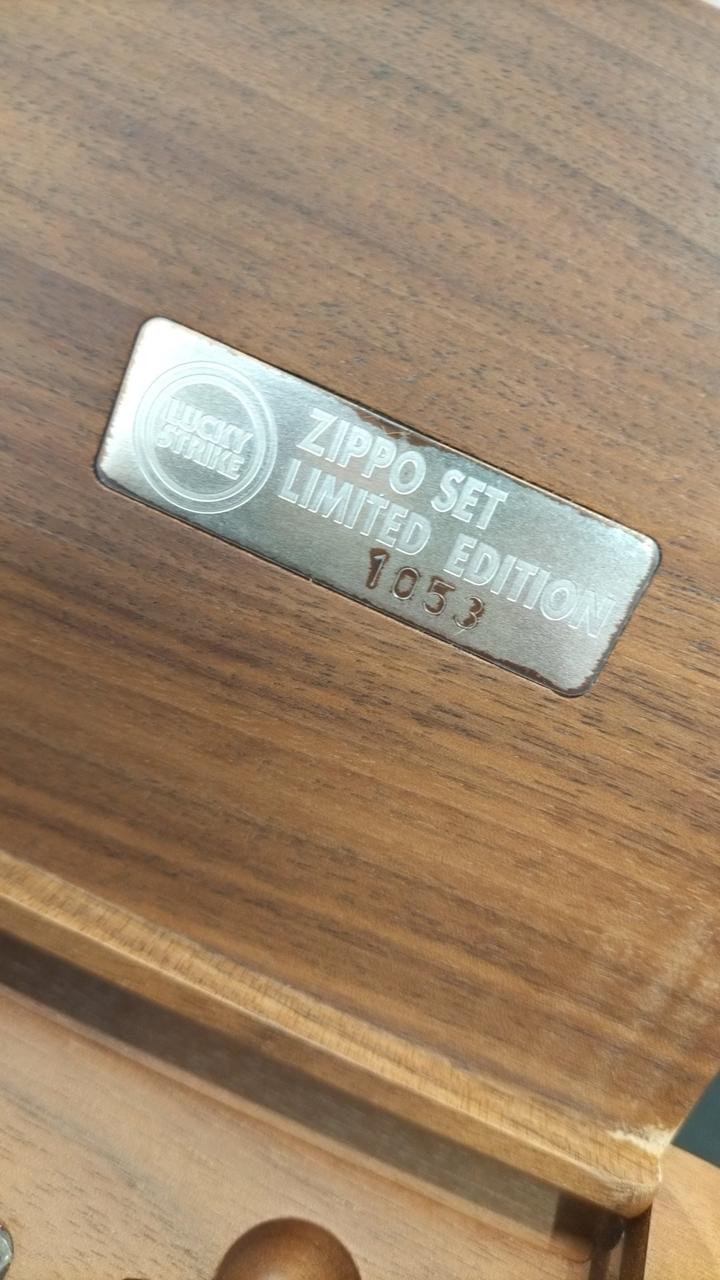 LUCKY
STRIKE
ZIPPO SET
LIMITED EDITION
1053